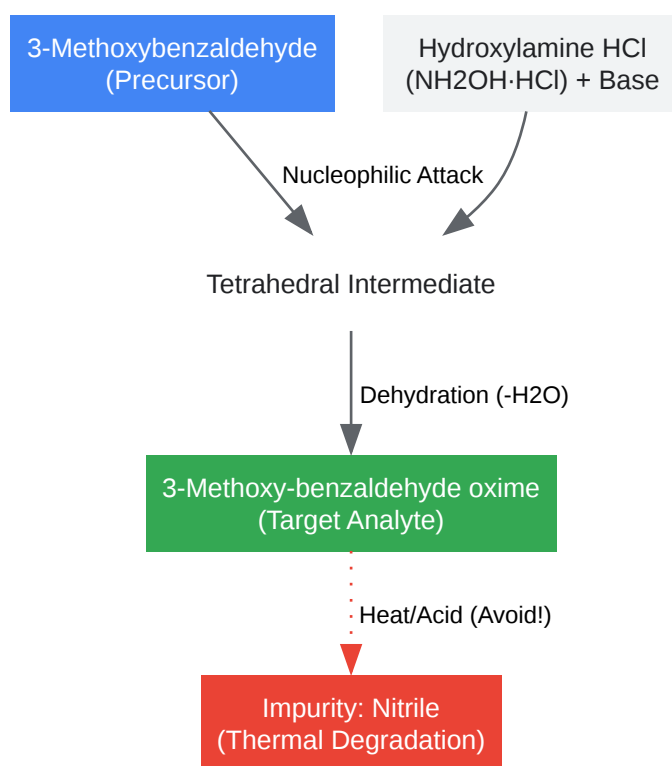 3-Methoxybenzaldehyde
(Precursor)
Hydroxylamine HCl
(NH2OH·HCl) + Base
Nucleophilic Attack
Tetrahedral Intermediate
Dehydration (-H2O)
3-Methoxy-benzaldehyde oxime
(Target Analyte)
Heat/Acid (Avoid!)
Impurity: Nitrile
(Thermal Degradation)